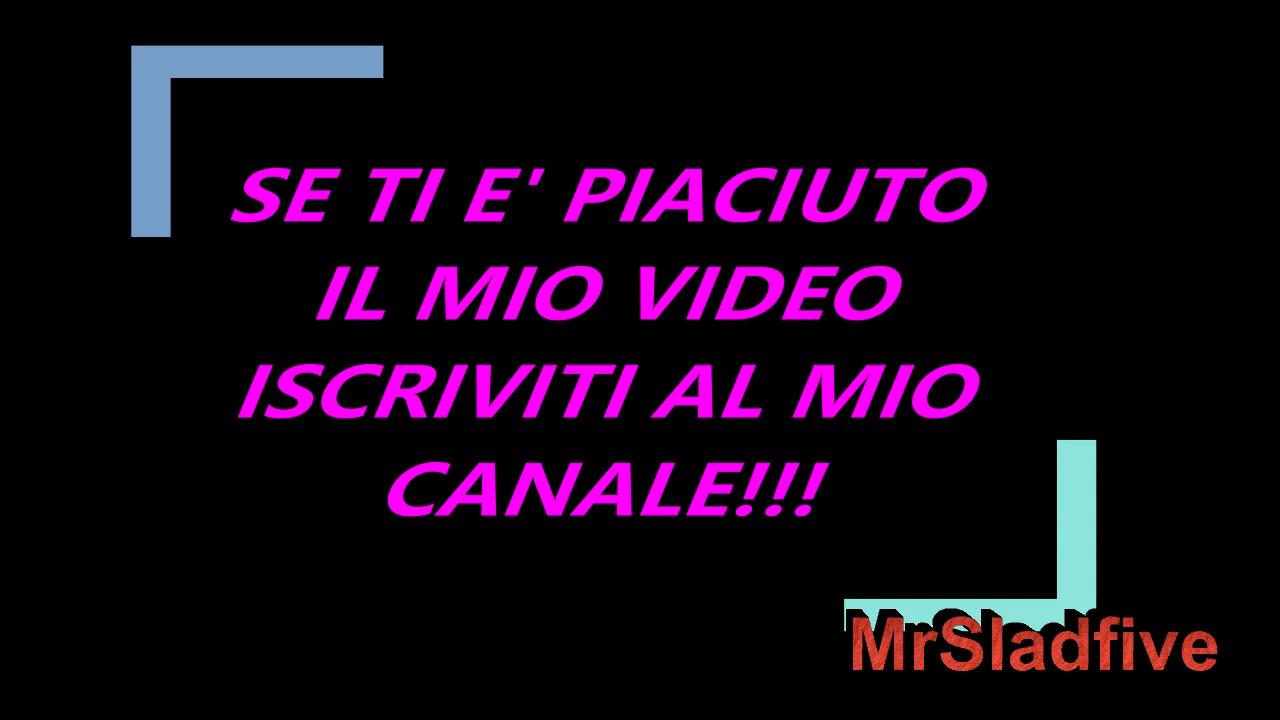 SE TI E' PIACIUTO
IL MIO VIDEO
ISCRIVITI AL MIO
CANALE!!!
MrSladfive